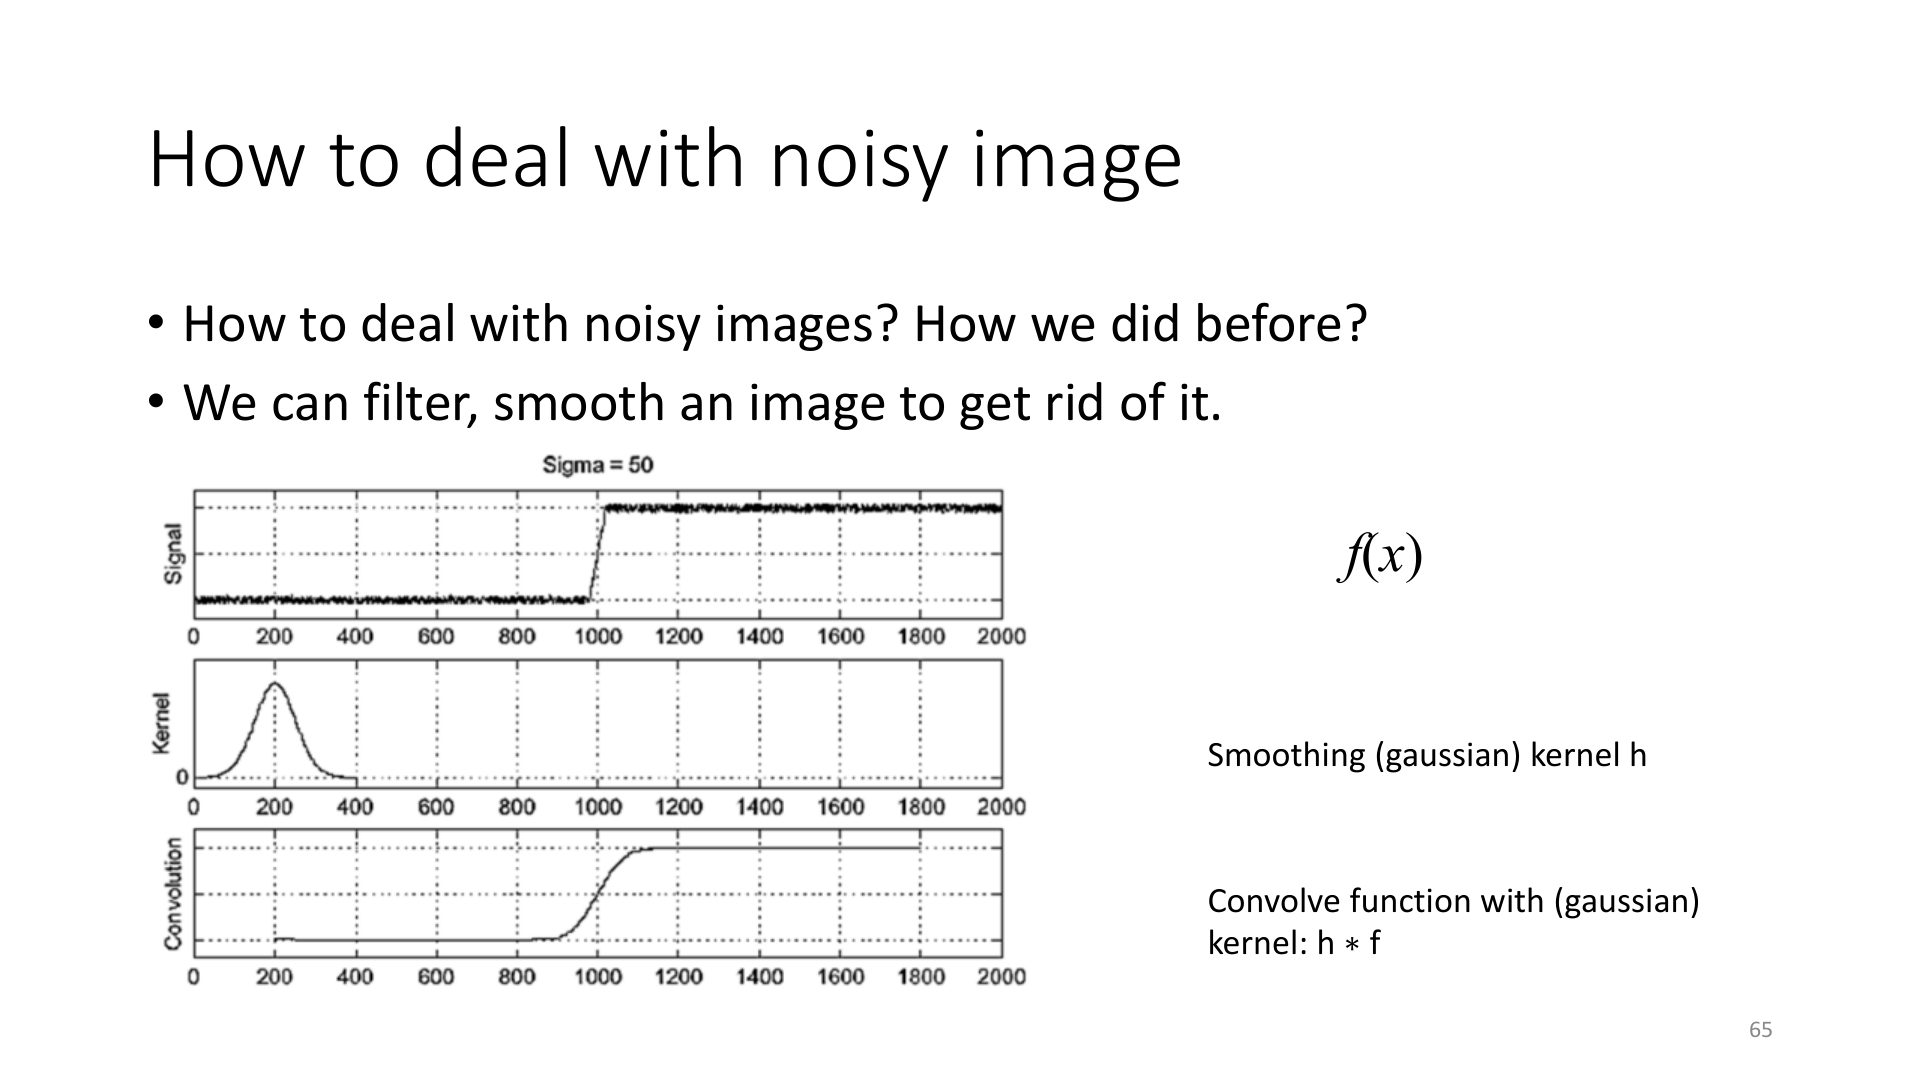 How to deal with noisy image
• How to deal with noisy images? How we did before?
• We can filter, smooth an image to get rid of it.
Sigma = 50
Signal
0 200 400 600 800 1000 1200 1400 1600 1800 2000
f(x)
Kernel
0
0 200 400 600 800 1000 1200 1400 1600 1800 2000
Smoothing (gaussian) kernel h
Convolution
0 200 400 600 800 1000 1200 1400 1600 1800 2000
Convolve function with (gaussian)
kernel: h ∗ f
65